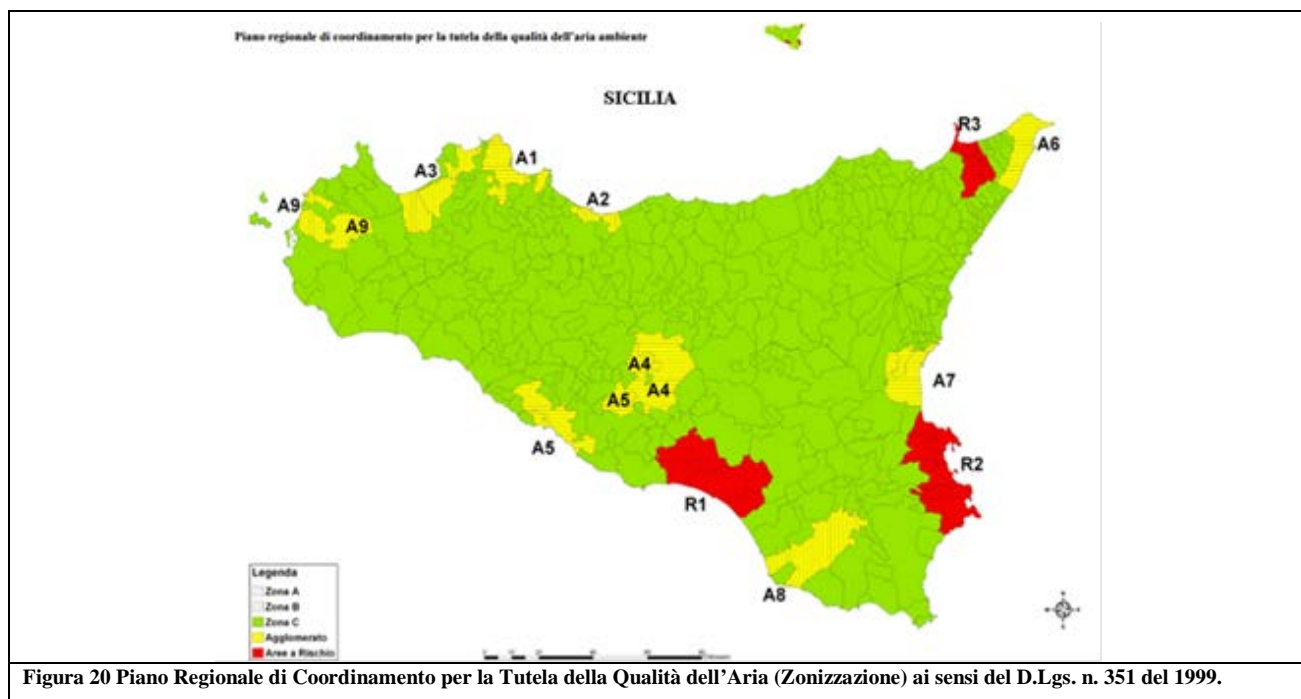 Piano regionale di coordinamento per la tutela della qualità dell'aria ambiente
SICILIA
R3
A6
A1
A3
A2
A9
A9
A4
A4
A5
A7
A5
R2
R1
A8
Legenda
Zona A
Zona B
Zona C
Agglomerato
Aree a Rischio
Figura 20 Piano Regionale di Coordinamento per la Tutela della Qualità dell'Aria (Zonizzazione) ai sensi del D.Lgs. n. 351 del 1999.